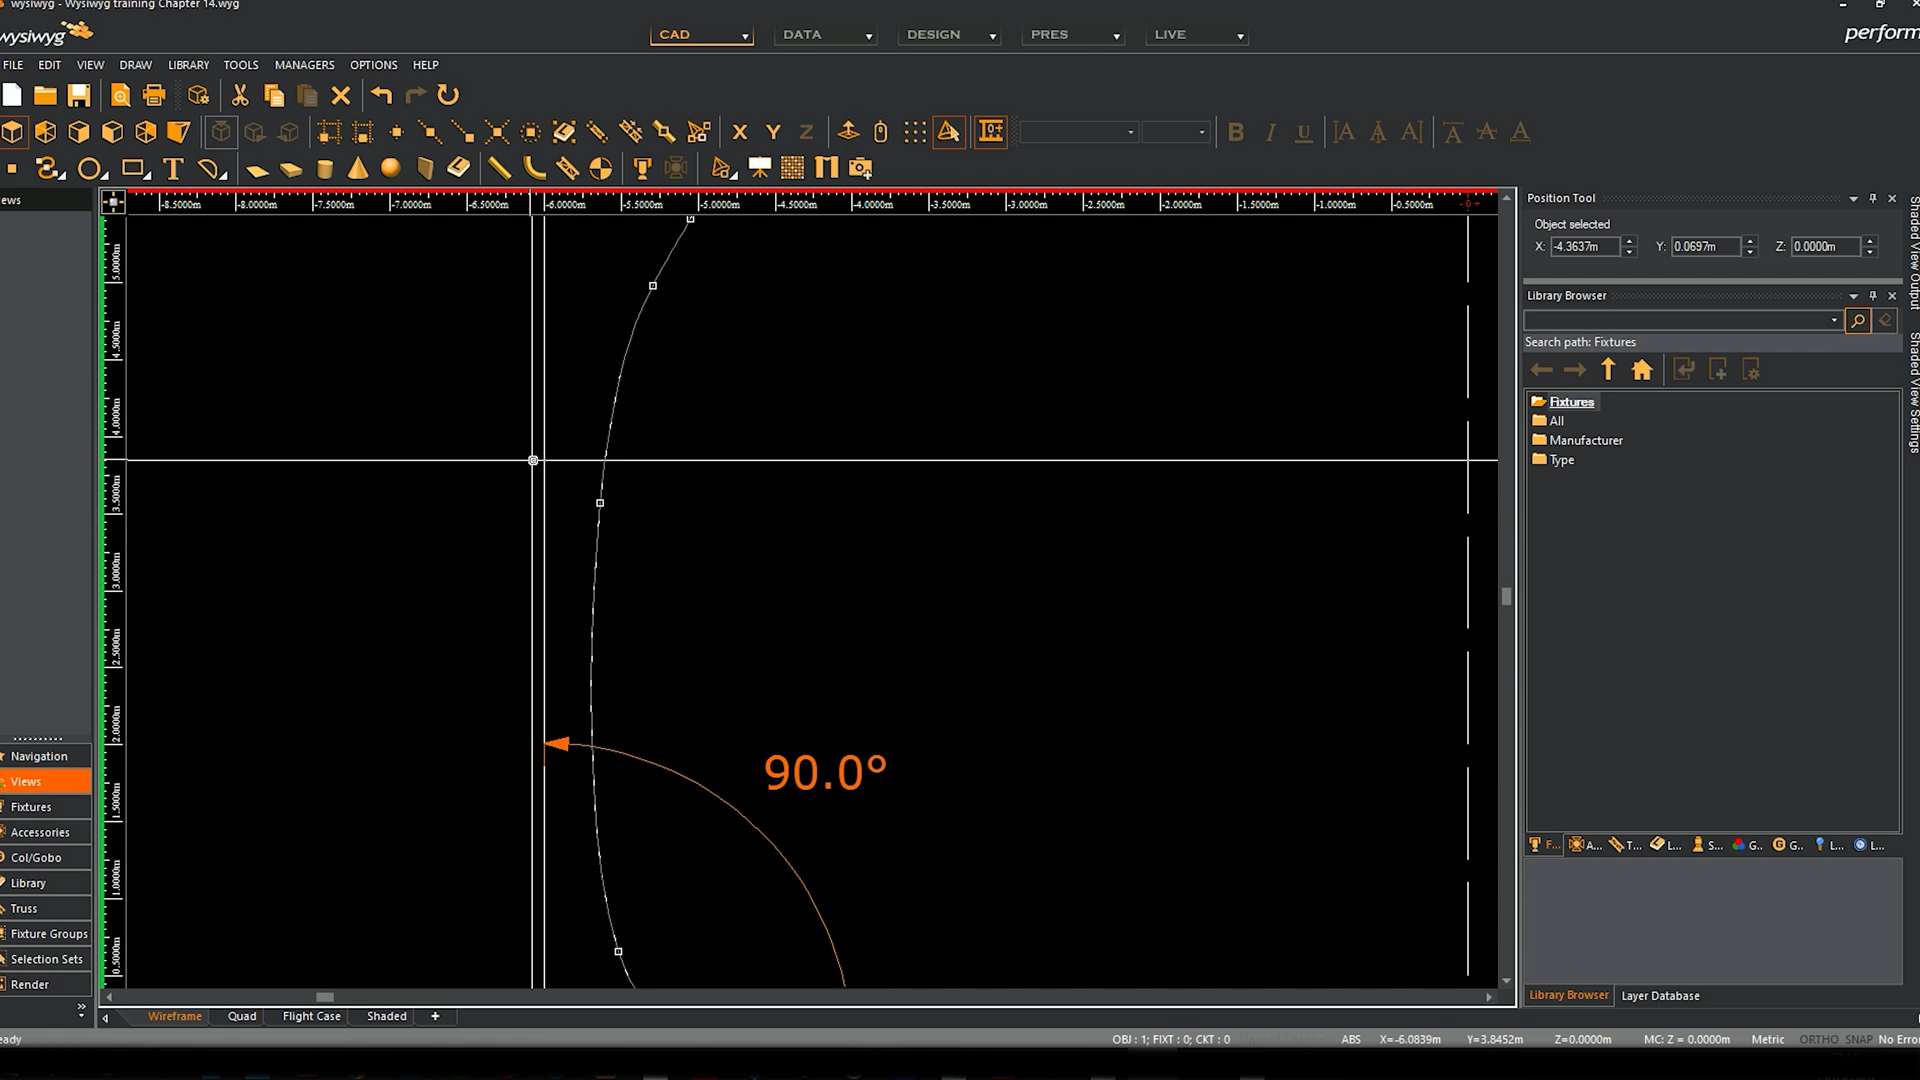 wysiwyg - Wysiwyg training Chapter 14.wyg
wysiwyg
CAD DATA DESIGN PRES LIVE
perform
FILE EDIT VIEW DRAW LIBRARY TOOLS MANAGERS OPTIONS HELP
X Y Z B I U A A A A A A
T
ews
-8.5000m -8.0000m -7.5000m -7.0000m -6.5000m -6.0000m -5.5000m -5.0000m -4.5000m -4.0000m -3.5000m -3.0000m -2.5000m -2.0000m -1.5000m -1.0000m -0.5000m -0+
5.0000m
4.5000m
4.0000m
3.5000m
3.0000m
2.5000m
2.0000m
1.5000m
1.0000m
0.5000m
90.0°
Position Tool
Object selected
X: -4.3637m Y: 0.0697m Z: 0.0000m
Library Browser
Search path: Fixtures
Fixtures
All
Manufacturer
Type
F... A... T... L... S... G.. G.. L... L...
Library Browser Layer Database
Shaded View Output
Shaded View Settings
Navigation
Views
Fixtures
Accessories
Col/Gobo
Library
Truss
Fixture Groups
Selection Sets
Render
Wireframe Quad Flight Case Shaded +
eady
OBJ : 1; FIXT : 0; CKT : 0 ABS X=-6.0839m Y=3.8452m Z=0.0000m MC: Z = 0.0000m Metric ORTHO SNAP No Erro